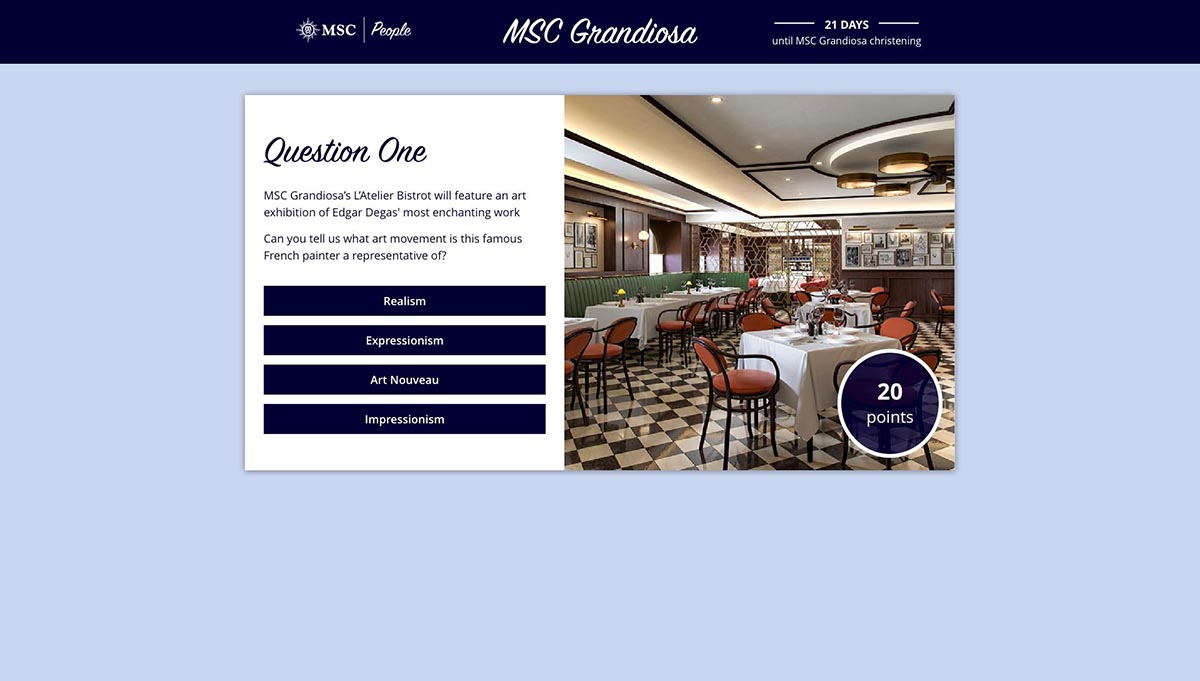 MSC People
MSC Grandiosa
21 DAYS
until MSC Grandiosa christening
Question One
MSC Grandiosa’s L’Atelier Bistrot will feature an art
exhibition of Edgar Degas' most enchanting work
Can you tell us what art movement is this famous
French painter a representative of?
Realism
Expressionism
Art Nouveau
Impressionism
20
points